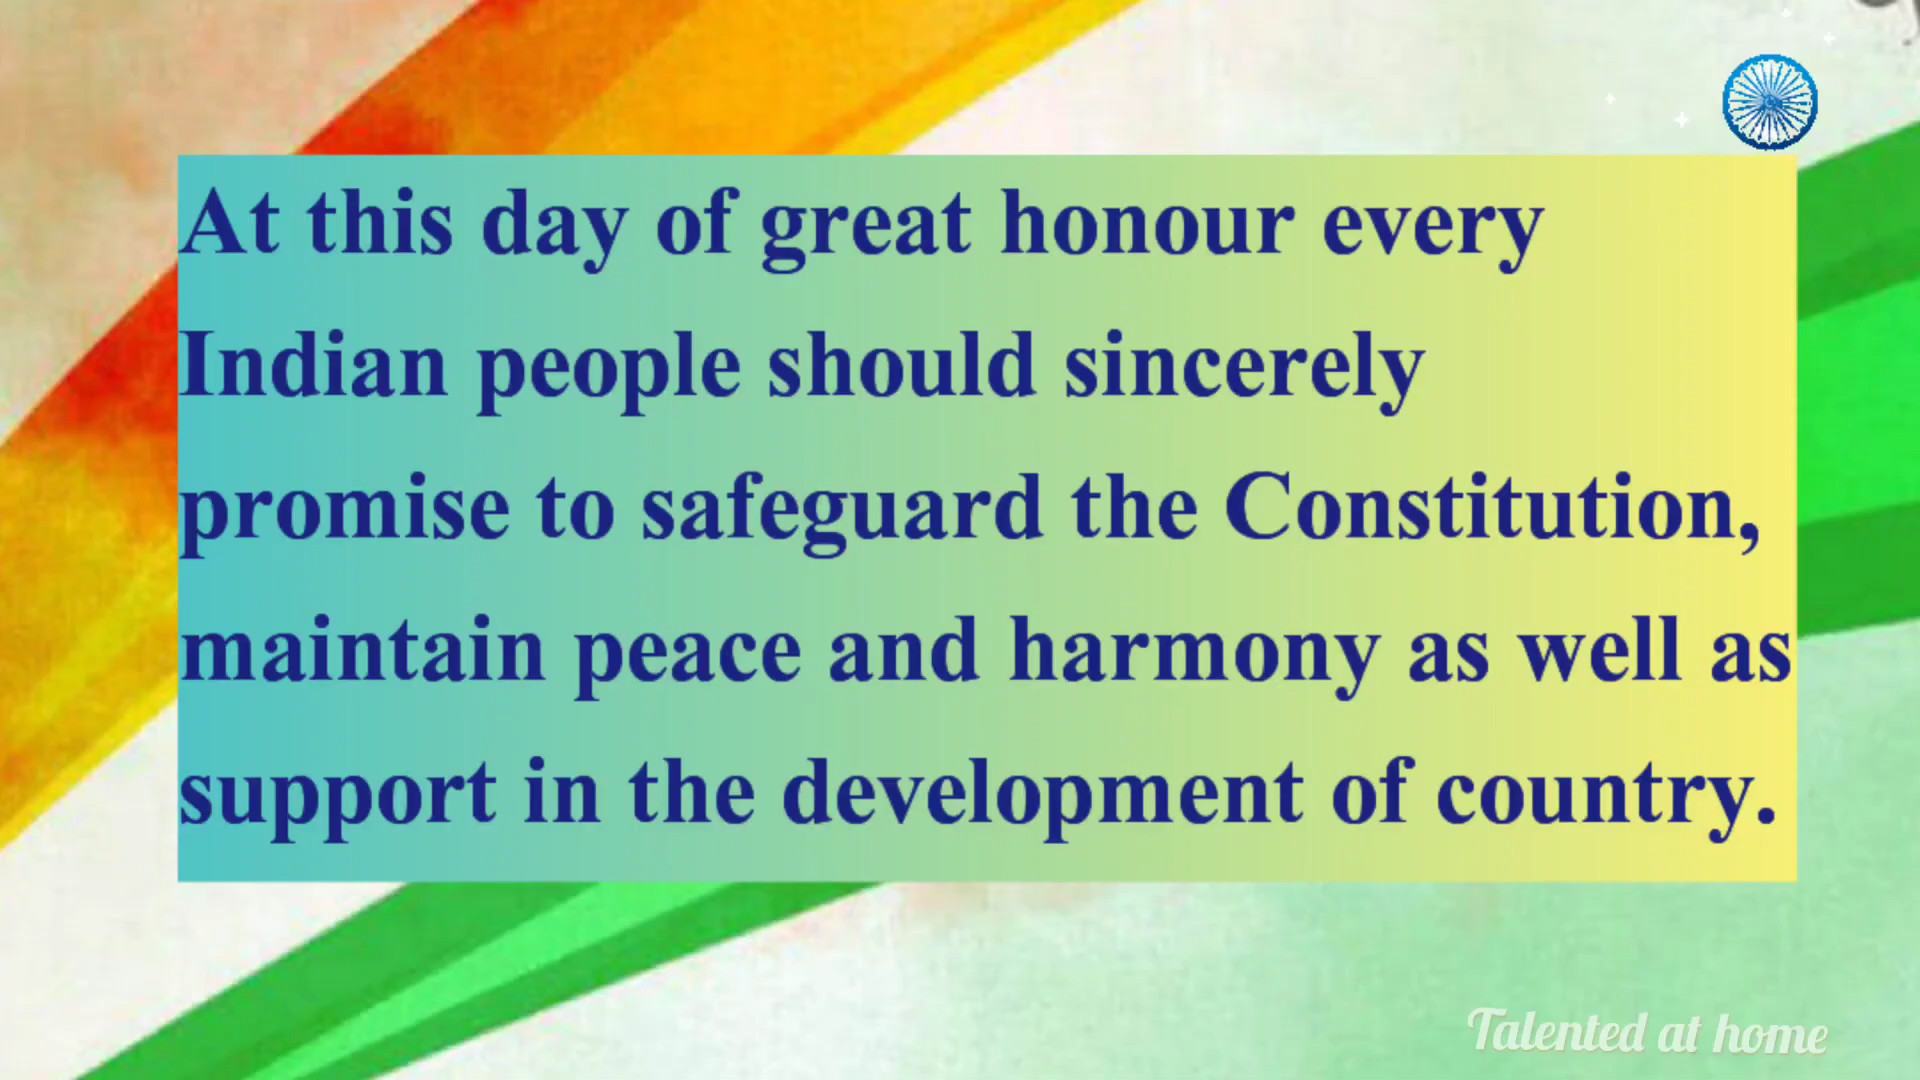 At this day of great honour every
Indian people should sincerely
promise to safeguard the Constitution,
maintain peace and harmony as well as
support in the development of country.
Talented at home